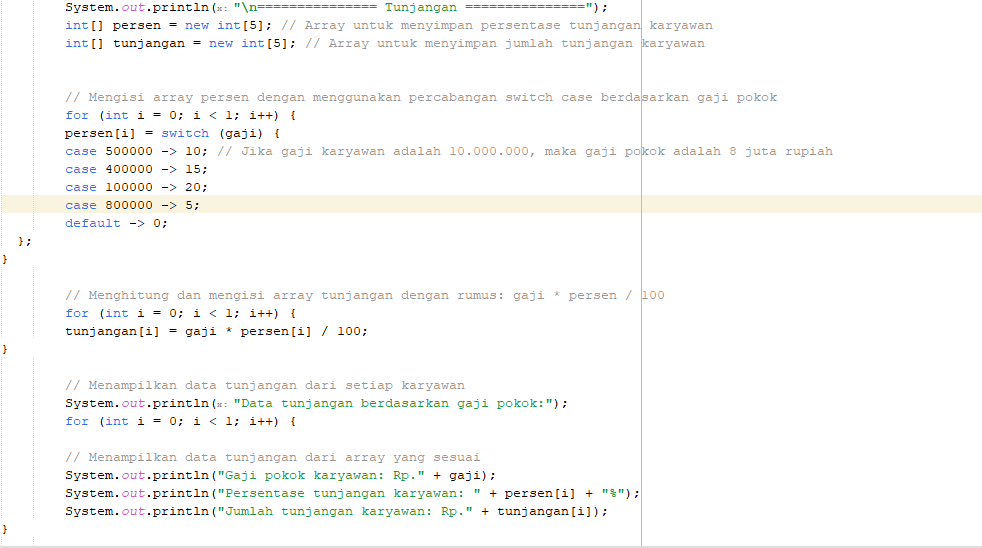 System.out.println(x: "\n=============== Tunjangan ===============");
int[] persen = new int[5]; // Array untuk menyimpan persentase tunjangan karyawan
int[] tunjangan = new int[5]; // Array untuk menyimpan jumlah tunjangan karyawan
// Mengisi array persen dengan menggunakan percabangan switch case berdasarkan gaji pokok
for (int i = 0; i < 1; i++) {
persen[i] = switch (gaji) {
case 500000 -> 10; // Jika gaji karyawan adalah 10.000.000, maka gaji pokok adalah 8 juta rupiah
case 400000 -> 15;
case 100000 -> 20;
case 800000 -> 5;
default -> 0;
};
}
// Menghitung dan mengisi array tunjangan dengan rumus: gaji * persen / 100
for (int i = 0; i < 1; i++) {
tunjangan[i] = gaji * persen[i] / 100;
}
// Menampilkan data tunjangan dari setiap karyawan
System.out.println(x: "Data tunjangan berdasarkan gaji pokok:");
for (int i = 0; i < 1; i++) {
// Menampilkan data tunjangan dari array yang sesuai
System.out.println("Gaji pokok karyawan: Rp." + gaji);
System.out.println("Persentase tunjangan karyawan: " + persen[i] + "%");
System.out.println("Jumlah tunjangan karyawan: Rp." + tunjangan[i]);
}